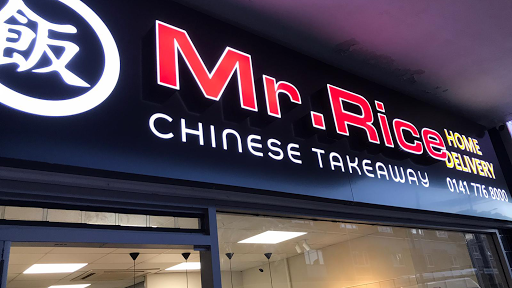 飯
Mr.Rice
CHINESE TAKEAWAY
HOME
DELIVERY
0141 776 8000